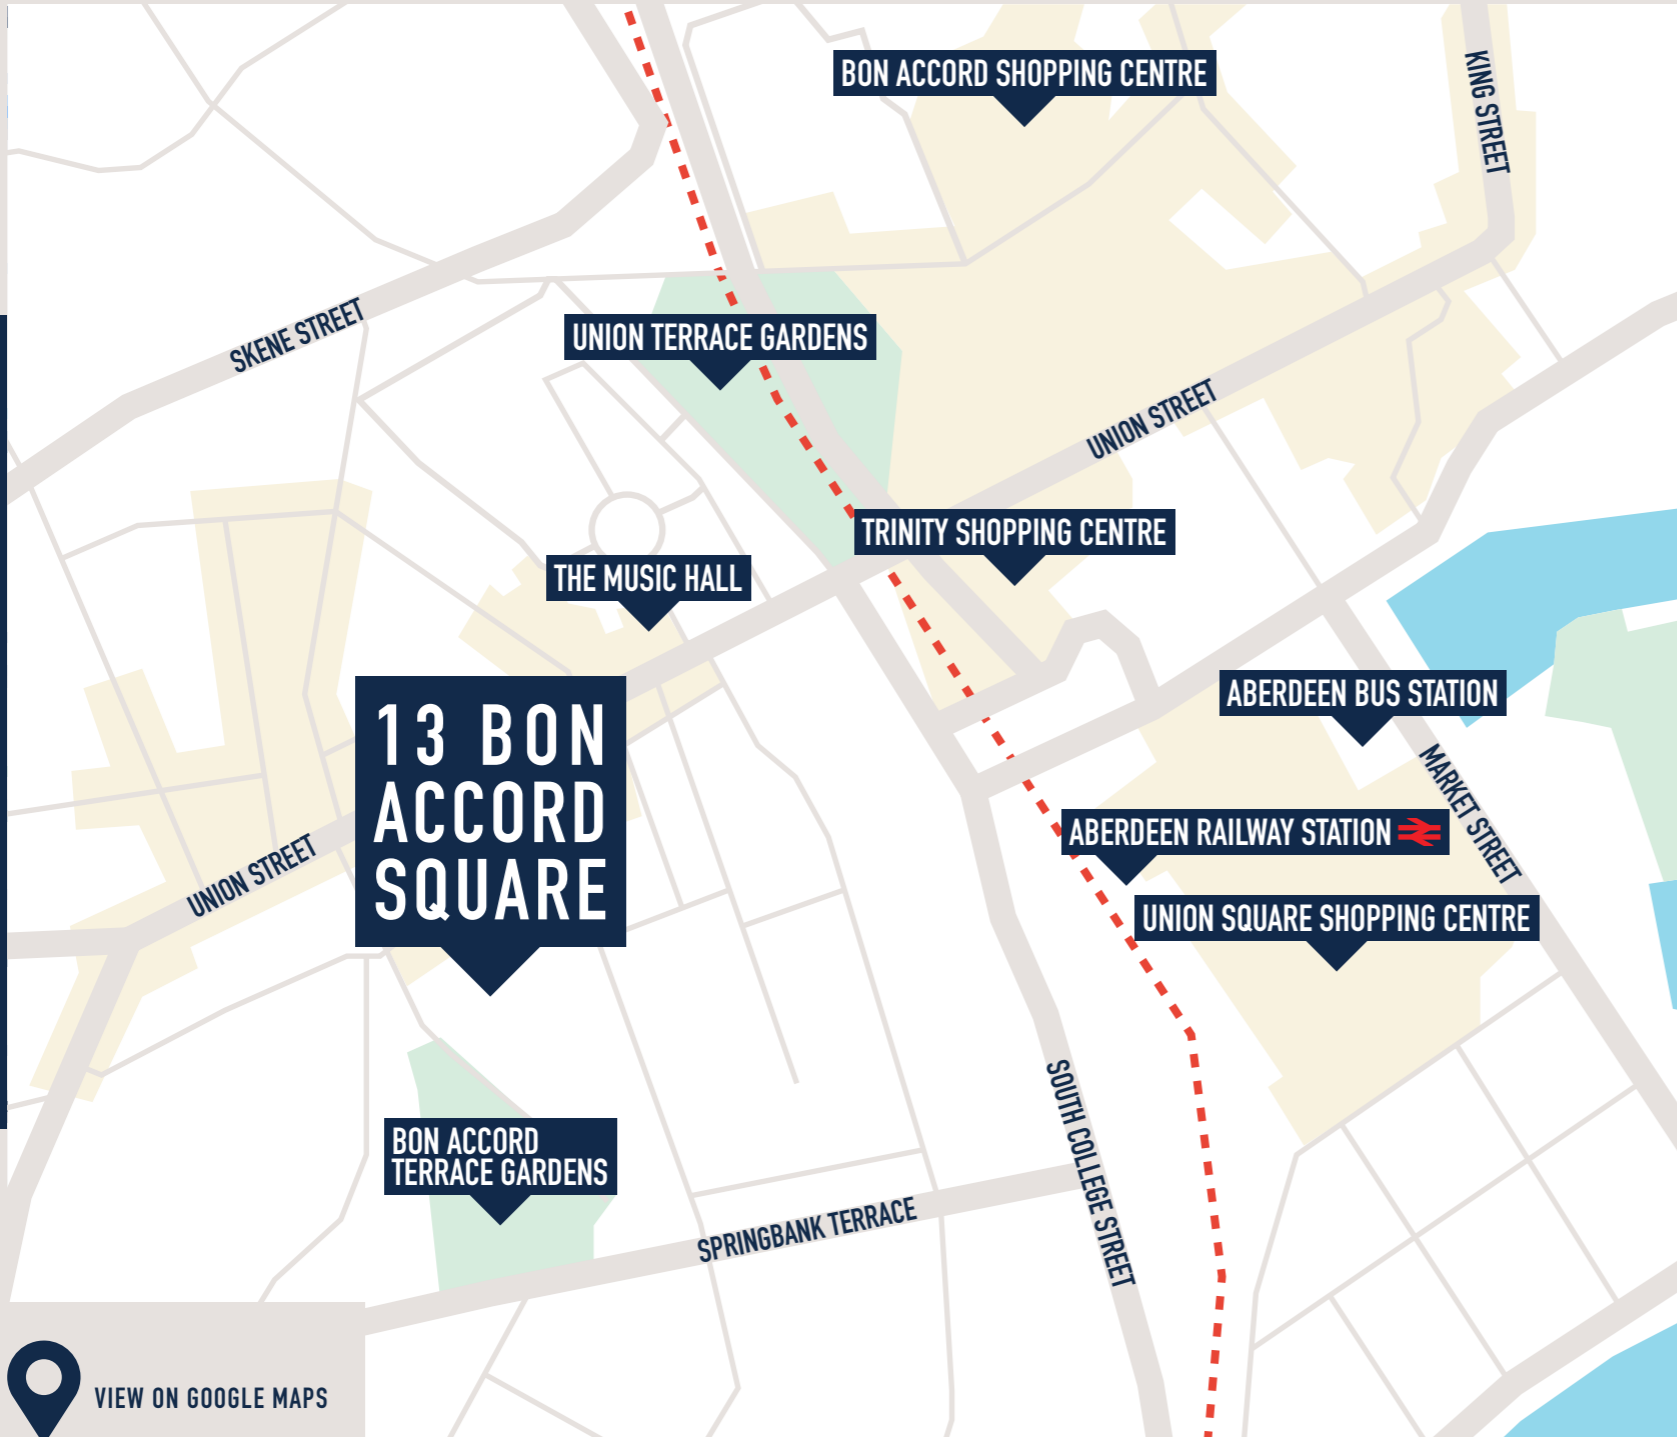 BON ACCORD SHOPPING CENTRE
KING STREET
SKENE STREET
UNION TERRACE GARDENS
UNION STREET
TRINITY SHOPPING CENTRE
THE MUSIC HALL
13 BON
ACCORD
SQUARE
ABERDEEN BUS STATION
MARKET STREET
ABERDEEN RAILWAY STATION
UNION STREET
UNION SQUARE SHOPPING CENTRE
SOUTH COLLEGE STREET
BON ACCORD
TERRACE GARDENS
SPRINGBANK TERRACE
VIEW ON GOOGLE MAPS